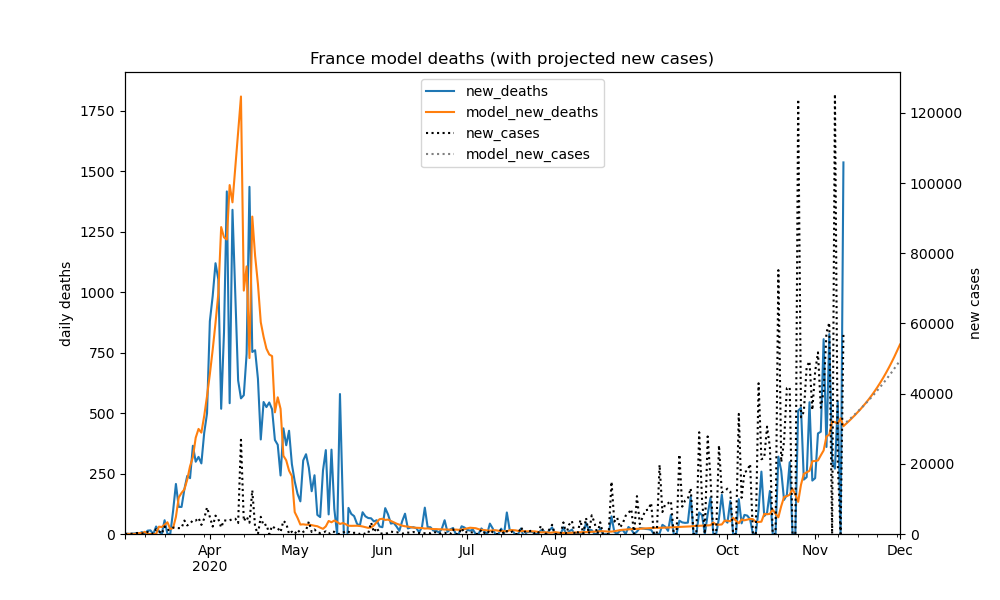 France model deaths (with projected new cases)
new_deaths
model_new_deaths
new_cases
model_new_cases
daily deaths
1750
1500
1250
1000
750
500
250
0
120000
100000
80000
60000
40000
20000
0
new cases
Apr
2020
May
Jun
Jul
Aug
Sep
Oct
Nov
Dec